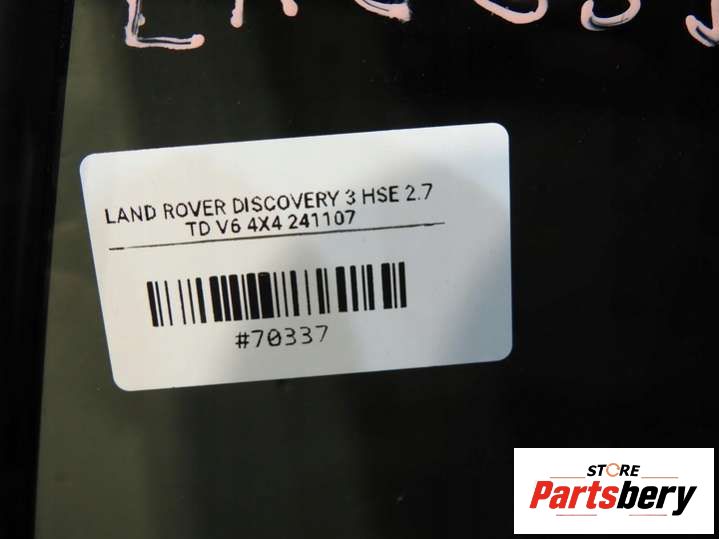 LAND ROVER DISCOVERY 3 HSE 2.7
TD V6 4X4 241107
#70337
STORE
Partsbery